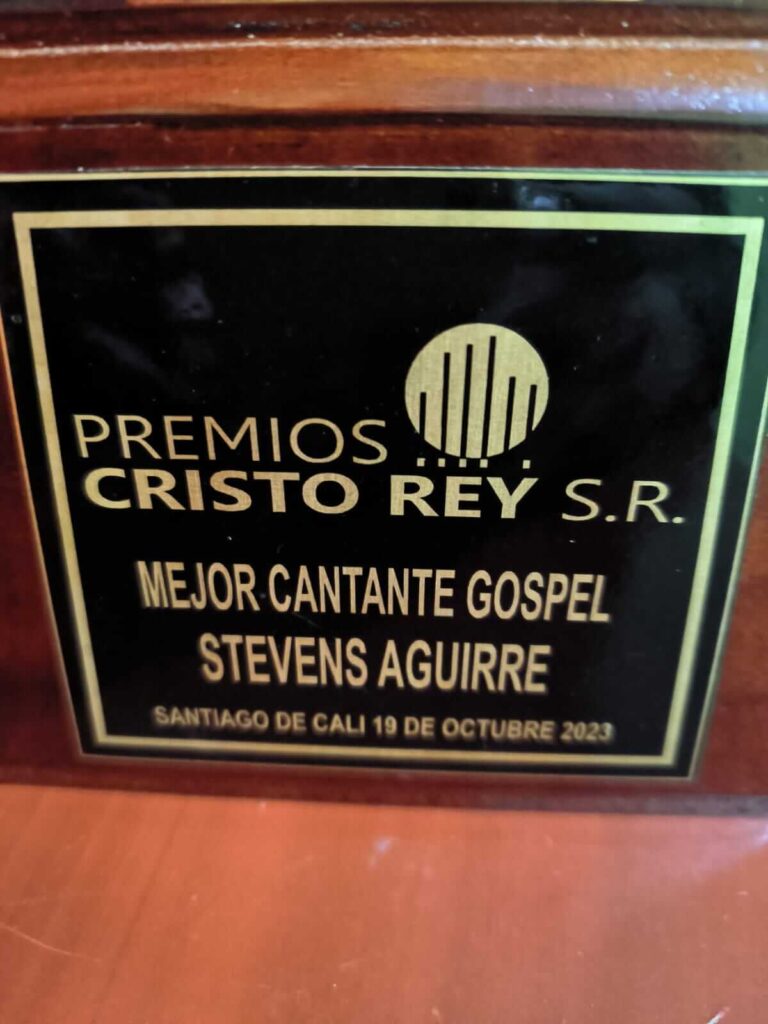 PREMIOS
CRISTO REY S.R.
MEJOR CANTANTE GOSPEL
STEVENS AGUIRRE
SANTIAGO DE CALI 19 DE OCTUBRE 2023